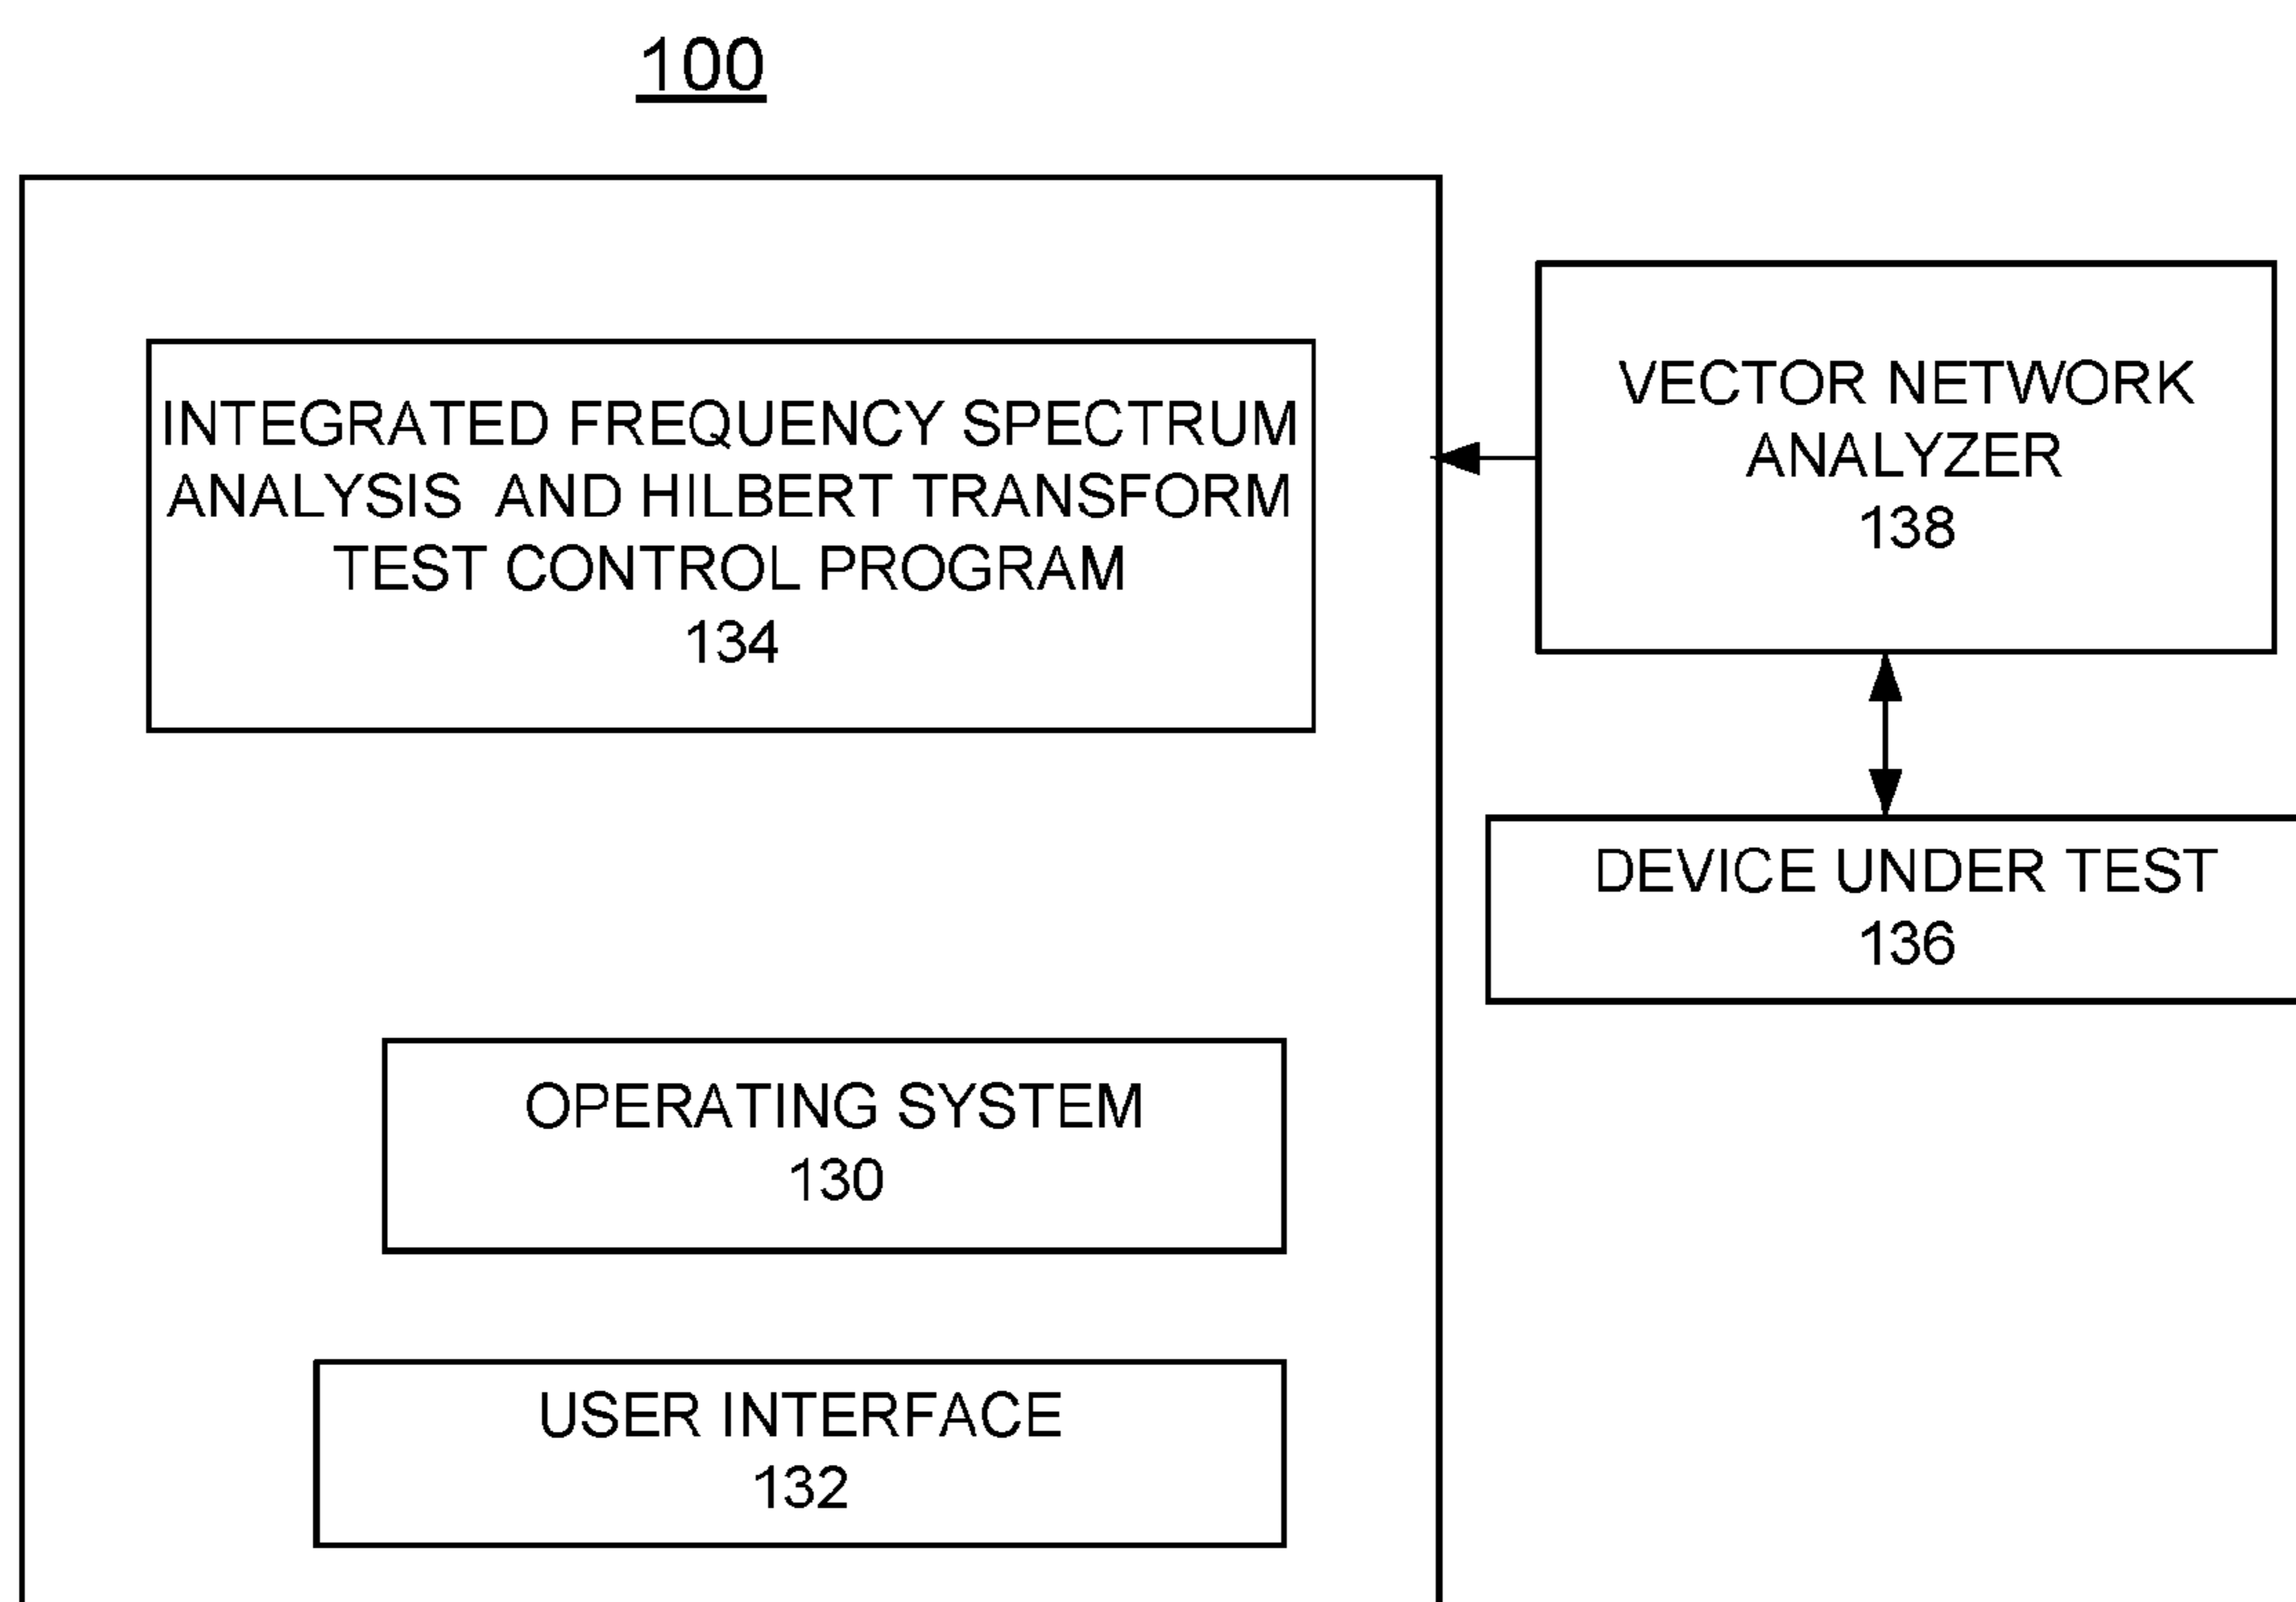 100
INTEGRATED FREQUENCY SPECTRUM
ANALYSIS AND HILBERT TRANSFORM
TEST CONTROL PROGRAM
134
VECTOR NETWORK
ANALYZER
138
DEVICE UNDER TEST
136
OPERATING SYSTEM
130
USER INTERFACE
132